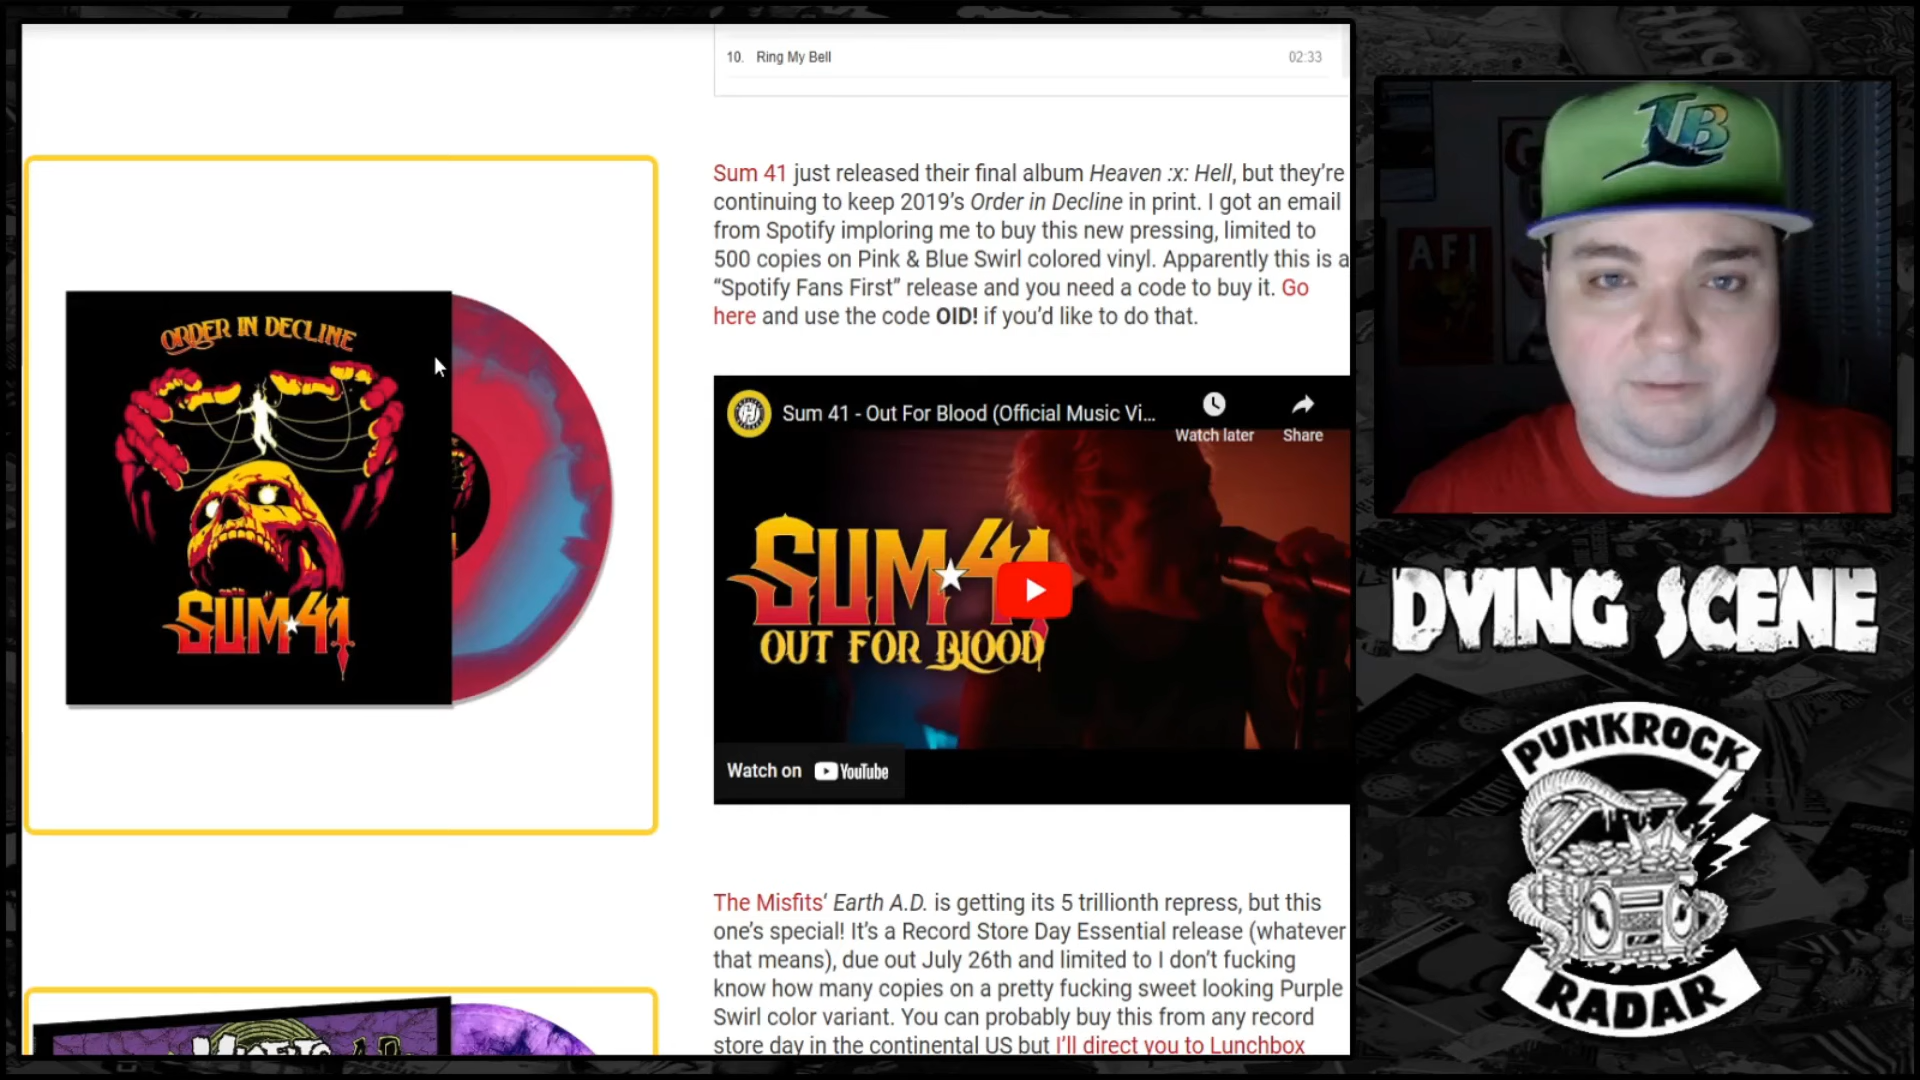 10. Ring My Bell 02:33
Sum 41 just released their final album Heaven :x: Hell, but they’re
continuing to keep 2019’s Order in Decline in print. I got an email
from Spotify imploring me to buy this new pressing, limited to
500 copies on Pink & Blue Swirl colored vinyl. Apparently this is a
“Spotify Fans First” release and you need a code to buy it. Go
here and use the code OID! if you’d like to do that.
ORDER IN DECLINE
SUM 41
Sum 41 - Out For Blood (Official Music Vi...
Watch later
Share
SUM 41
OUT FOR BLOOD
Watch on YouTube
The Misfits‘ Earth A.D. is getting its 5 trillionth repress, but this
one’s special! It’s a Record Store Day Essential release (whatever
that means), due out July 26th and limited to I don’t fucking
know how many copies on a pretty fucking sweet looking Purple
Swirl color variant. You can probably buy this from any record
store day in the continental US but I’ll direct you to Lunchbox
TB
AFI
DYING SCENE
PUNKROCK
RADAR